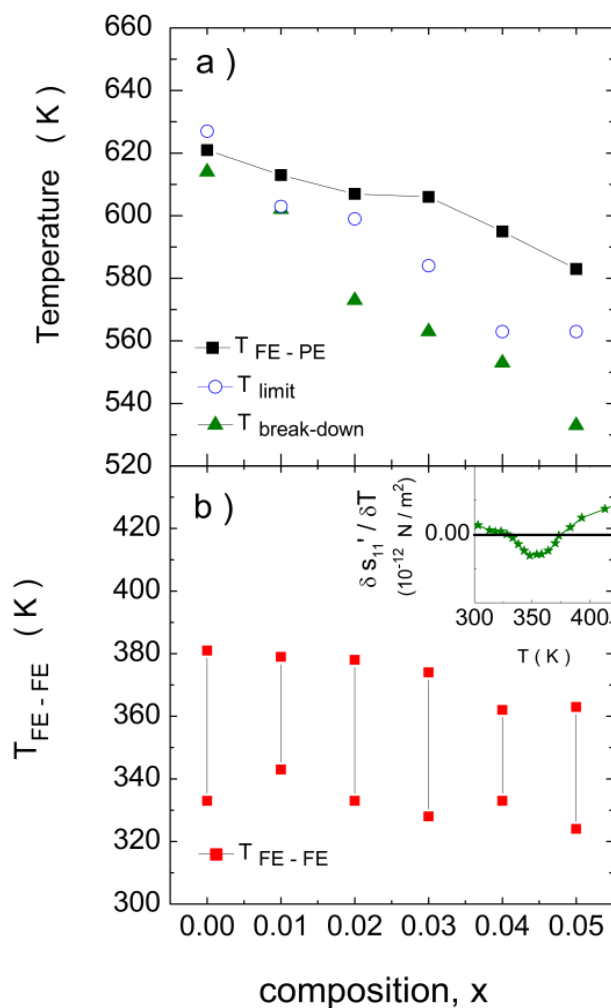 a )
Temperature ( K )
660
640
620
600
580
560
540
520
T FE - PE
T limit
T break-down
b )
T FE - FE ( K )
420
400
380
360
340
320
300
δ s11' / δT
(10-12 N / m2)
0.00
300 350 400
T ( K )
T FE - FE
0.00 0.01 0.02 0.03 0.04 0.05
composition, x